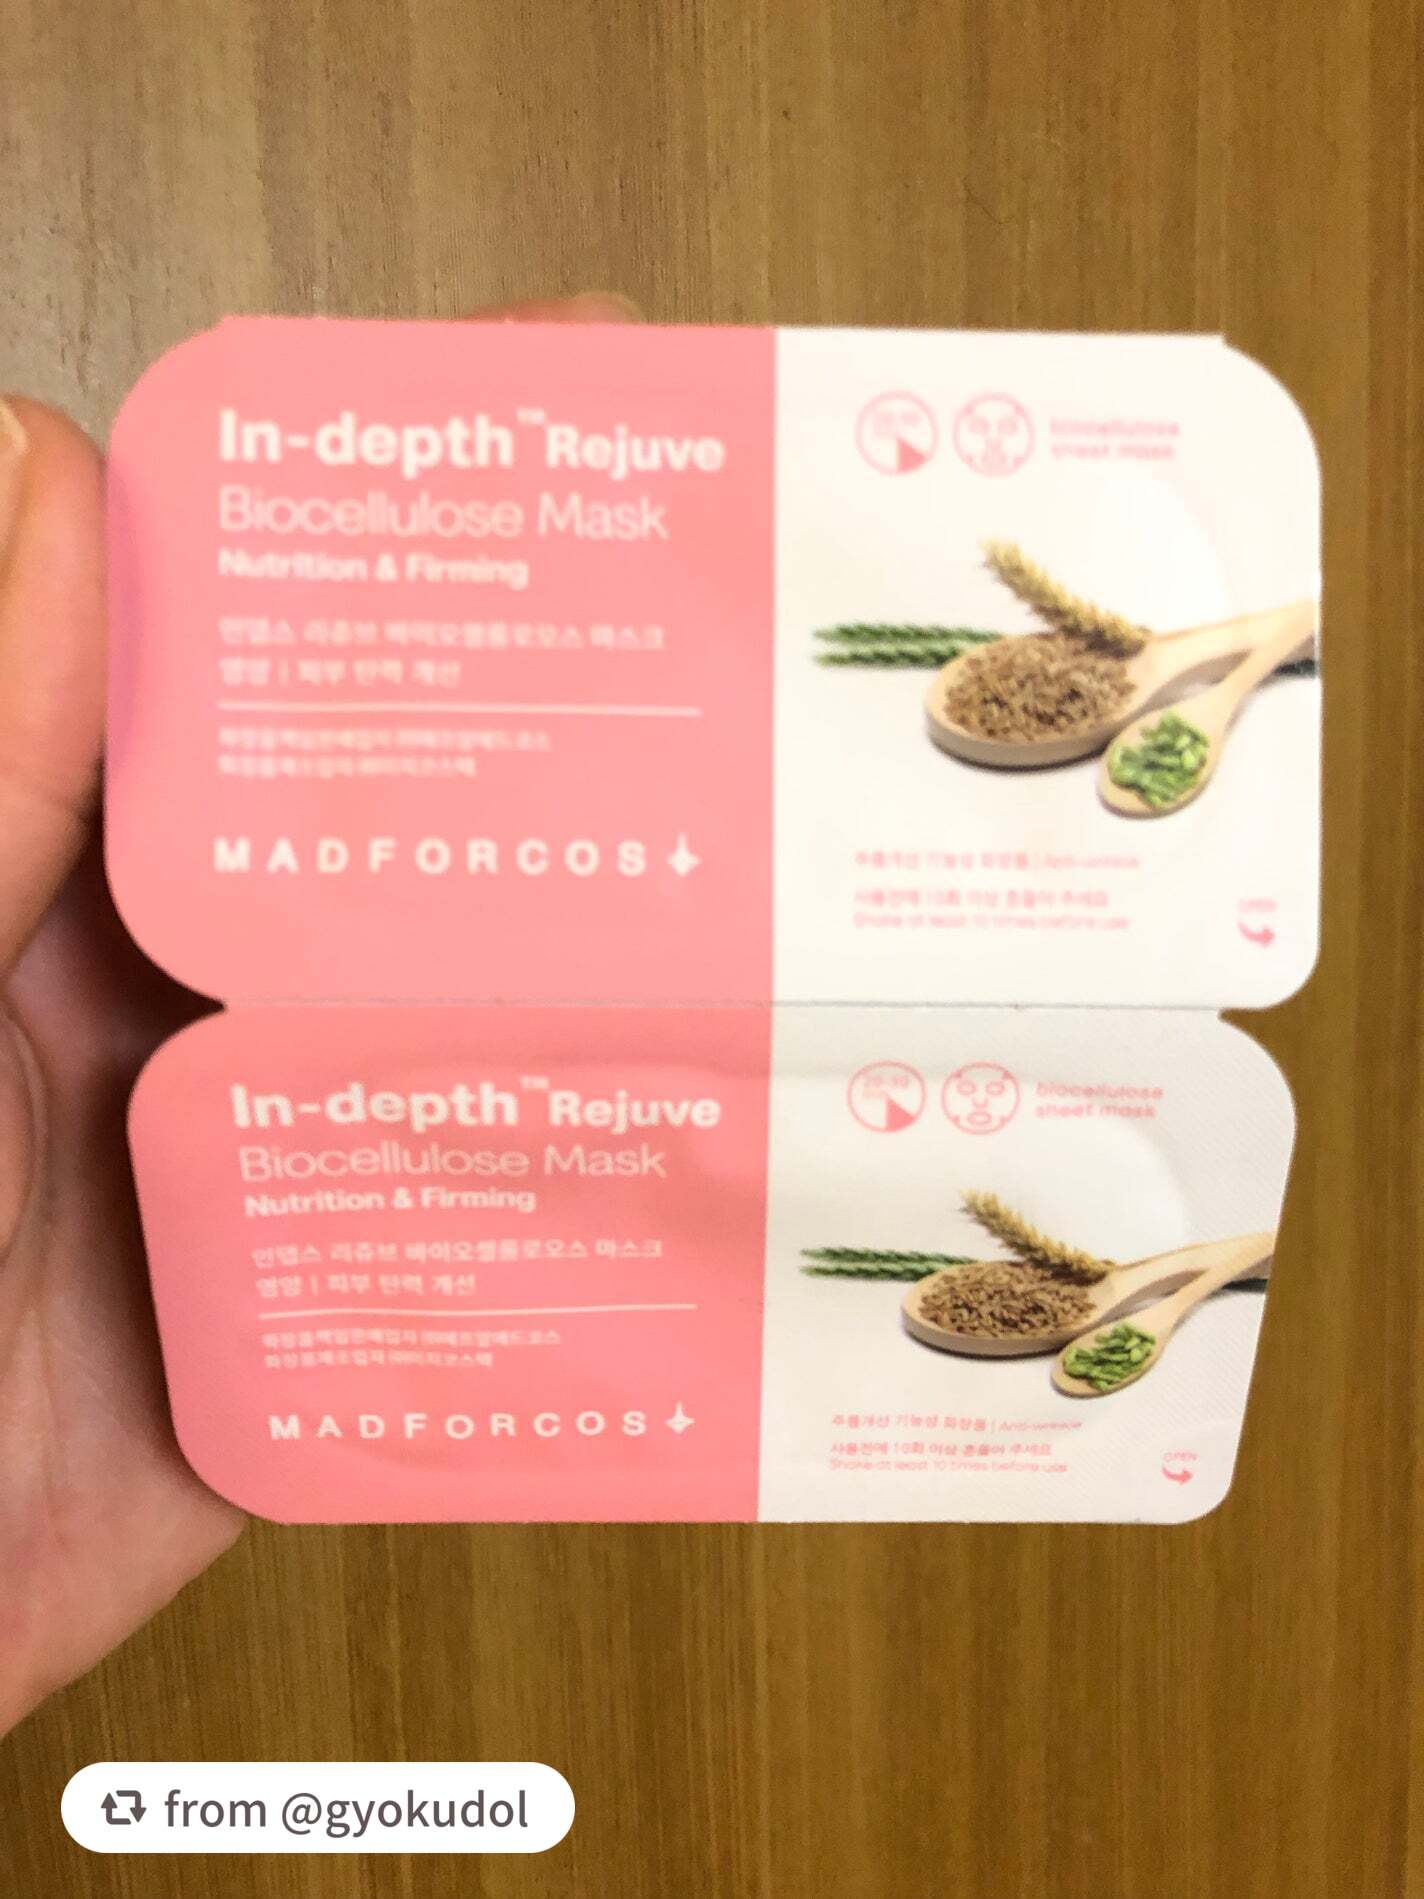 In-depth™ Rejuve
Biocellulose Mask
Nutrition & Firming
인뎁스 리쥬브 바이오셀룰로오스 마스크
영양 | 피부 탄력 개선
MADFORCOS
biocellulose
sheet mask
주름개선 기능성 화장품 | Anti-wrinkle
사용전에 10회 이상 흔들어 주세요
Shake at least 10 times before use
OPEN
In-depth™ Rejuve
Biocellulose Mask
Nutrition & Firming
인뎁스 리쥬브 바이오셀룰로오스 마스크
영양 | 피부 탄력 개선
MADFORCOS
20-30
biocellulose
sheet mask
주름개선 기능성 화장품 | Anti-wrinkle
사용전에 10회 이상 흔들어 주세요
Shake at least 10 times before use
OPEN
from @gyokudol